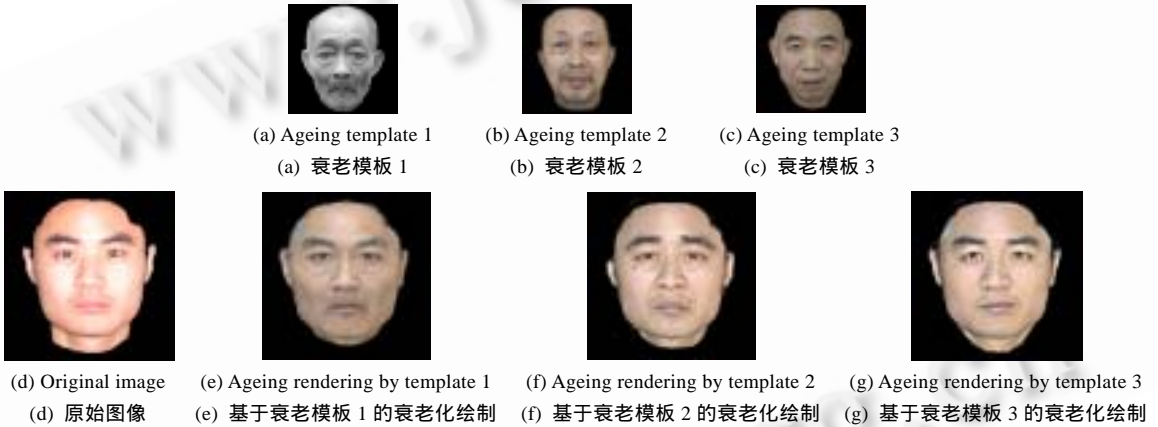 (a) Ageing template 1 (b) Ageing template 2 (c) Ageing template 3
(a) 衰老模板 1 (b) 衰老模板 2 (c) 衰老模板 3
(d) Original image (e) Ageing rendering by template 1 (f) Ageing rendering by template 2 (g) Ageing rendering by template 3
(d) 原始图像 (e) 基于衰老模板 1 的衰老化绘制 (f) 基于衰老模板 2 的衰老化绘制 (g) 基于衰老模板 3 的衰老化绘制